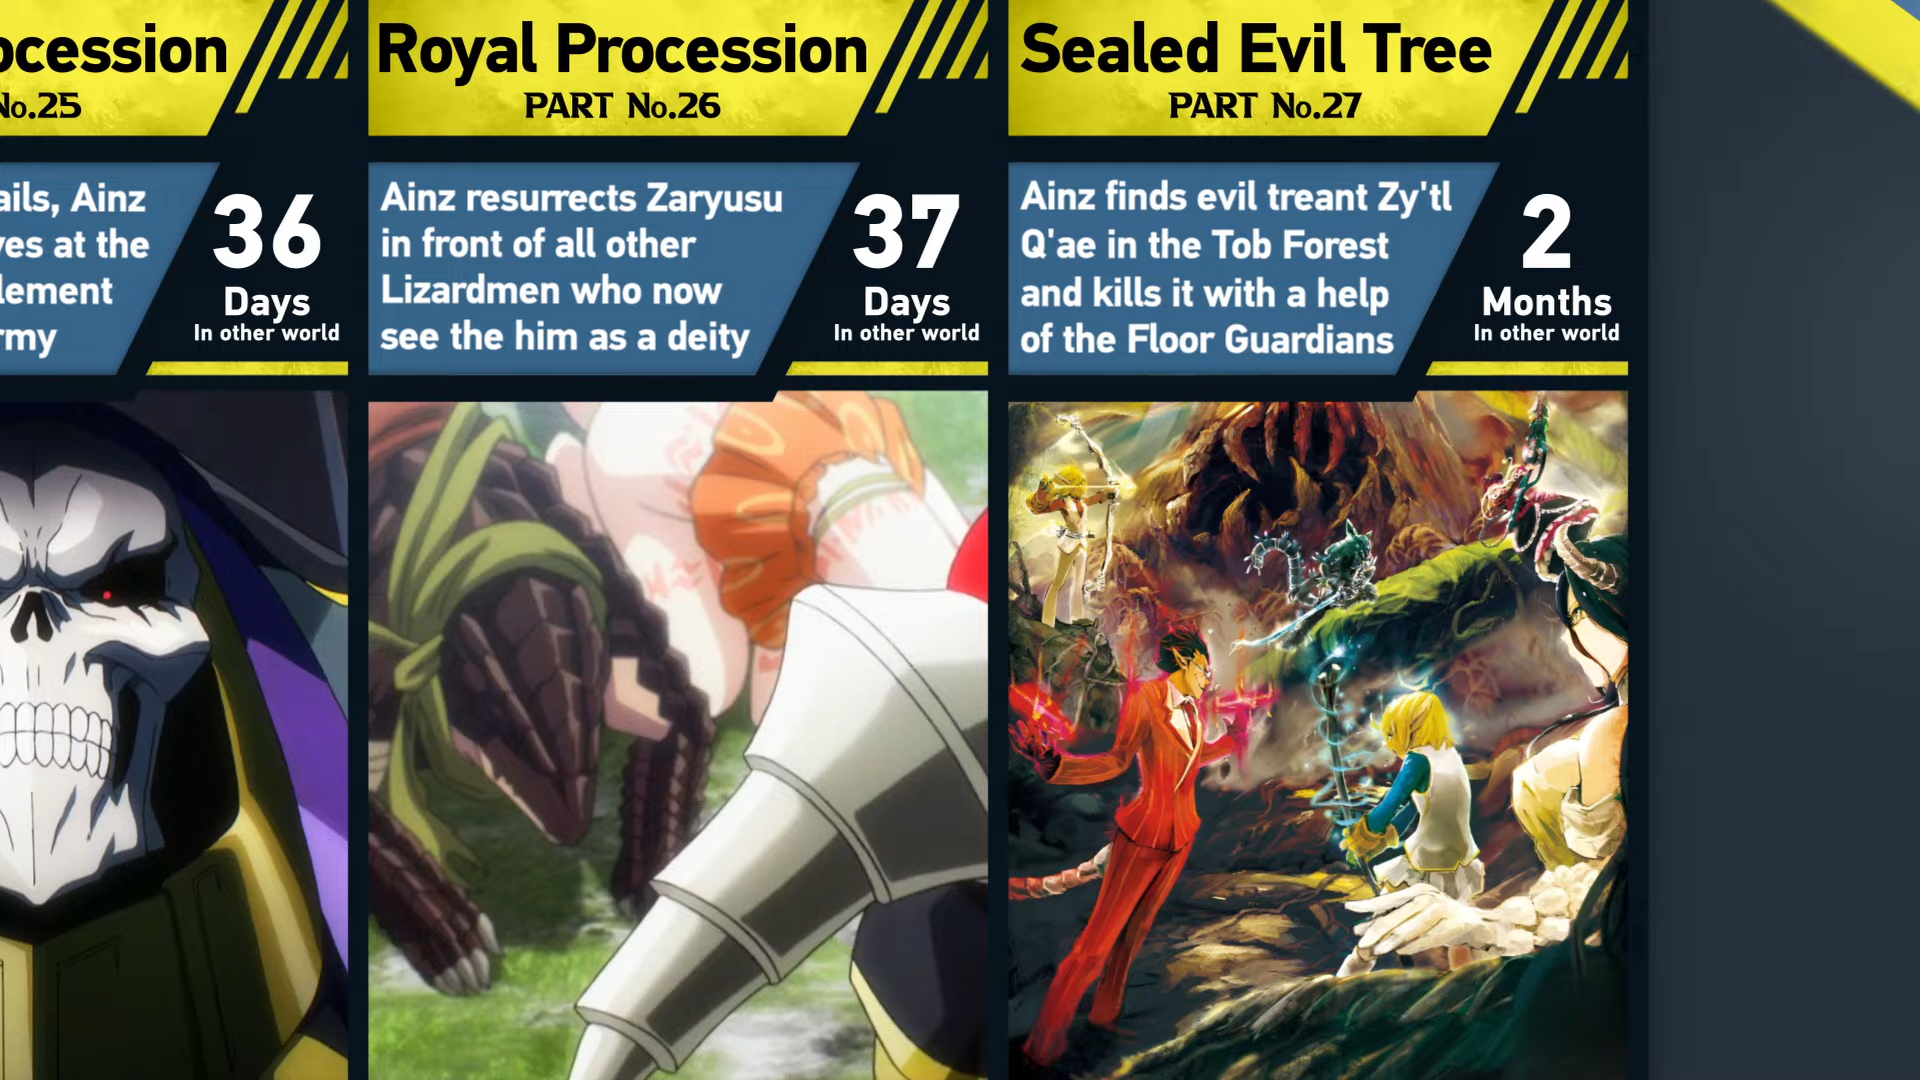 ocession
No.25
ails, Ainz
ves at the
lement
rmy
36
Days
In other world
Royal Procession
PART No.26
Ainz resurrects Zaryusu
in front of all other
Lizardmen who now
see the him as a deity
37
Days
In other world
Sealed Evil Tree
PART No.27
Ainz finds evil treant Zy'tl
Q'ae in the Tob Forest
and kills it with a help
of the Floor Guardians
2
Months
In other world